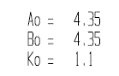 Ao = 4.35
Bo = 4.35
Ko = 1.1